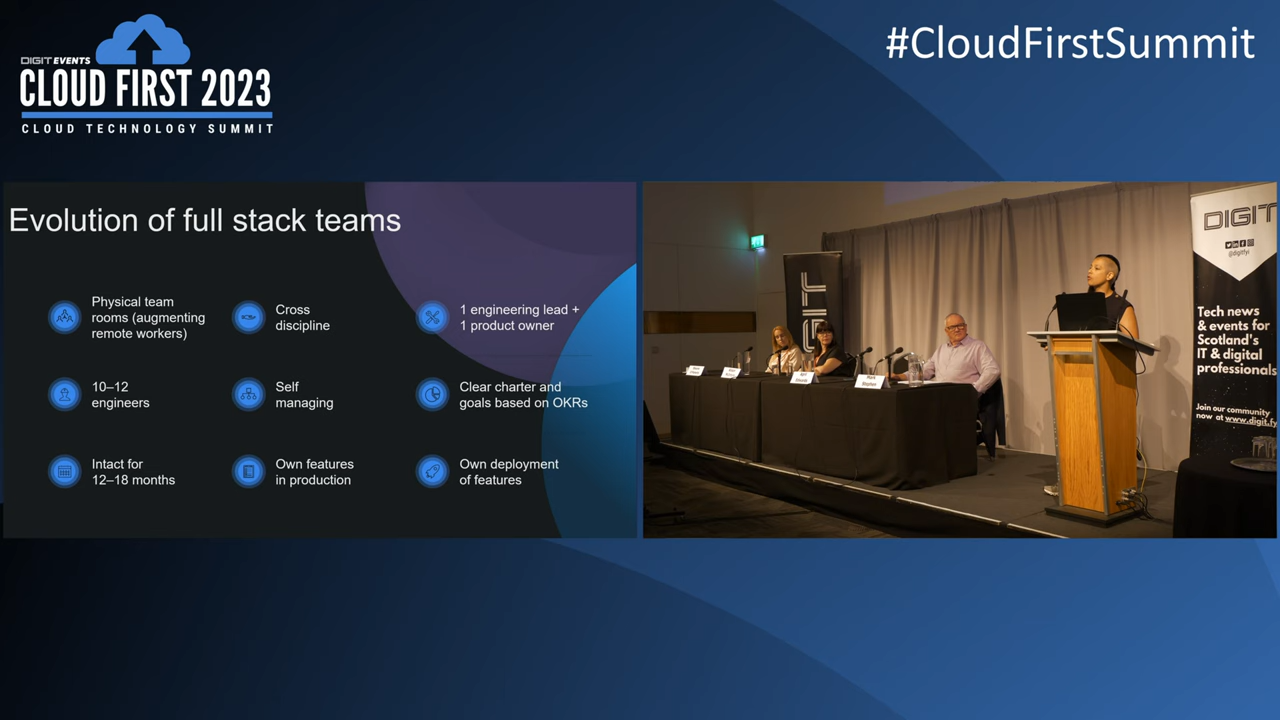 #CloudFirstSummit
DIGIT EVENTS
CLOUD FIRST 2023
CLOUD TECHNOLOGY SUMMIT
Evolution of full stack teams
Physical team
rooms (augmenting
remote workers)
Cross
discipline
1 engineering lead +
1 product owner
10–12
engineers
Self
managing
Clear charter and
goals based on OKRs
Intact for
12–18 months
Own features
in production
Own deployment
of features
DIGIT
@digitfyi
Tech news
& events for
Scotland's
IT & digital
professionals
Join our community
now at www.digit.fy
Mark
Stephen